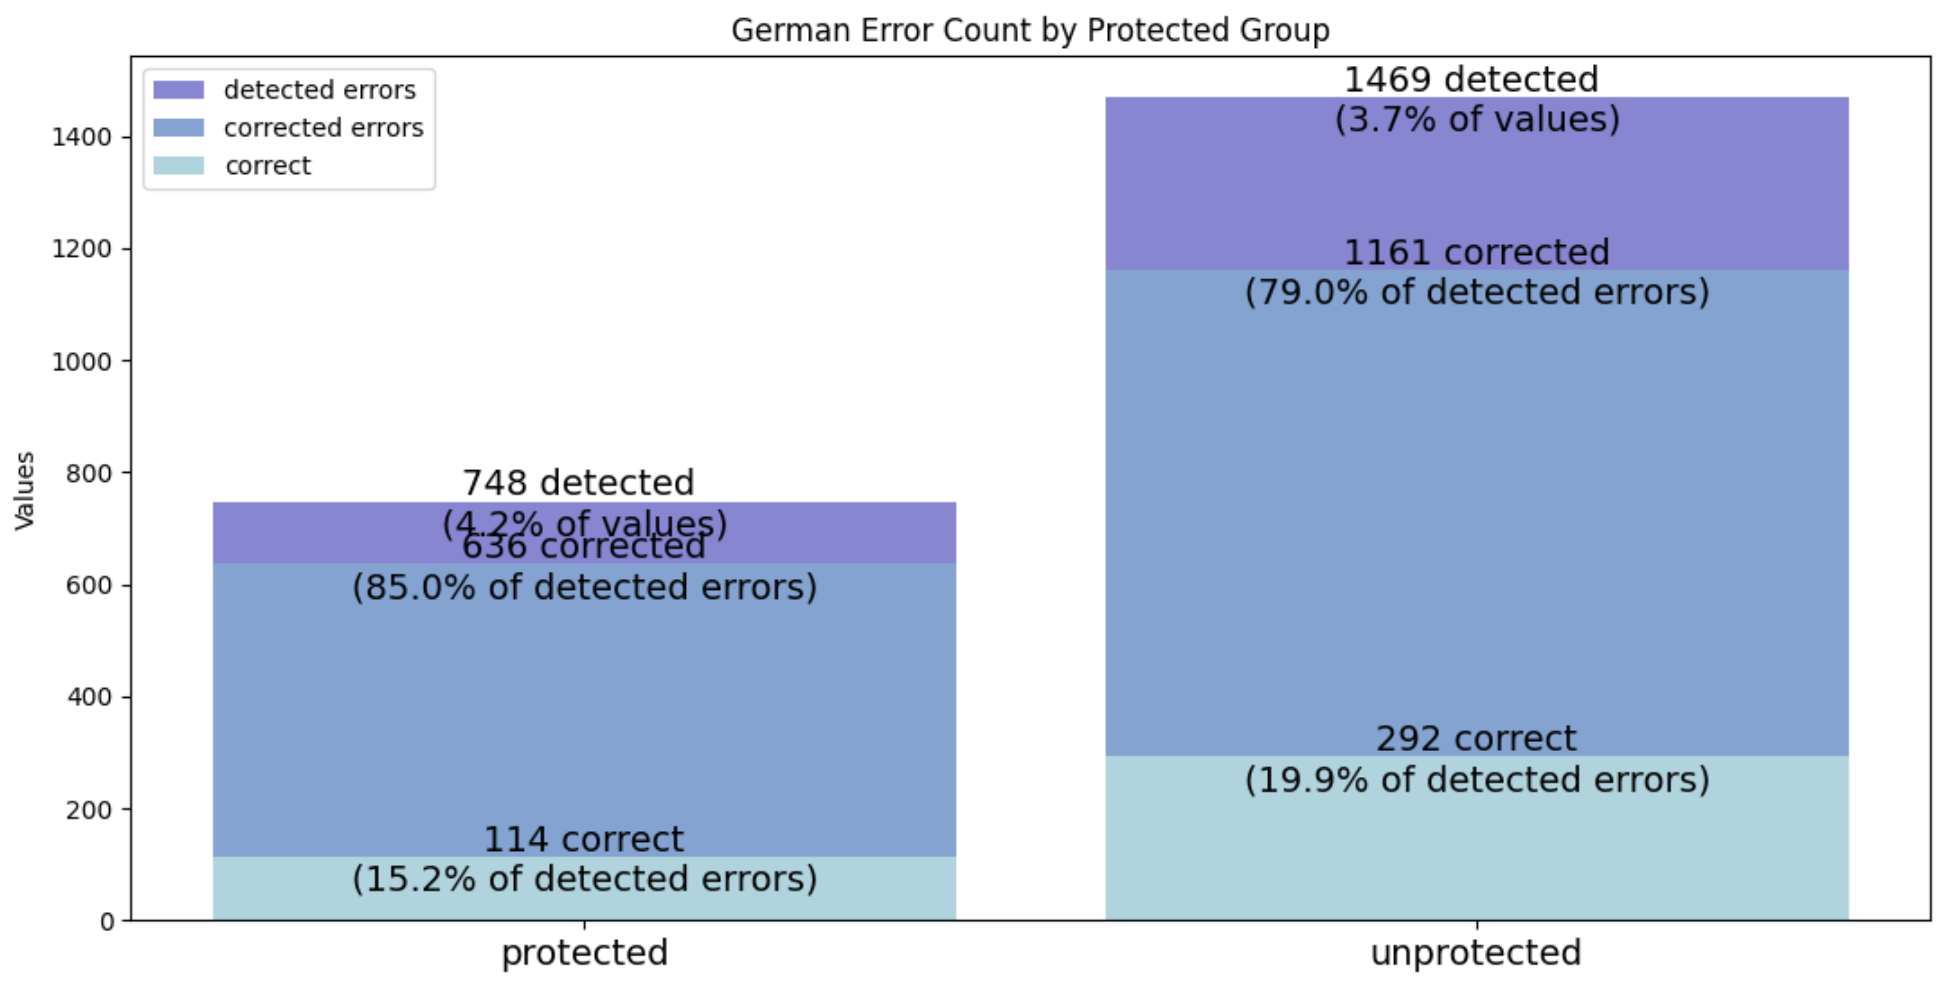 German Error Count by Protected Group
detected errors
corrected errors
correct
Values
1400
1200
1000
800
600
400
200
0
748 detected
(4.2% of values)
636 corrected
(85.0% of detected errors)
114 correct
(15.2% of detected errors)
1469 detected
(3.7% of values)
1161 corrected
(79.0% of detected errors)
292 correct
(19.9% of detected errors)
protected
unprotected